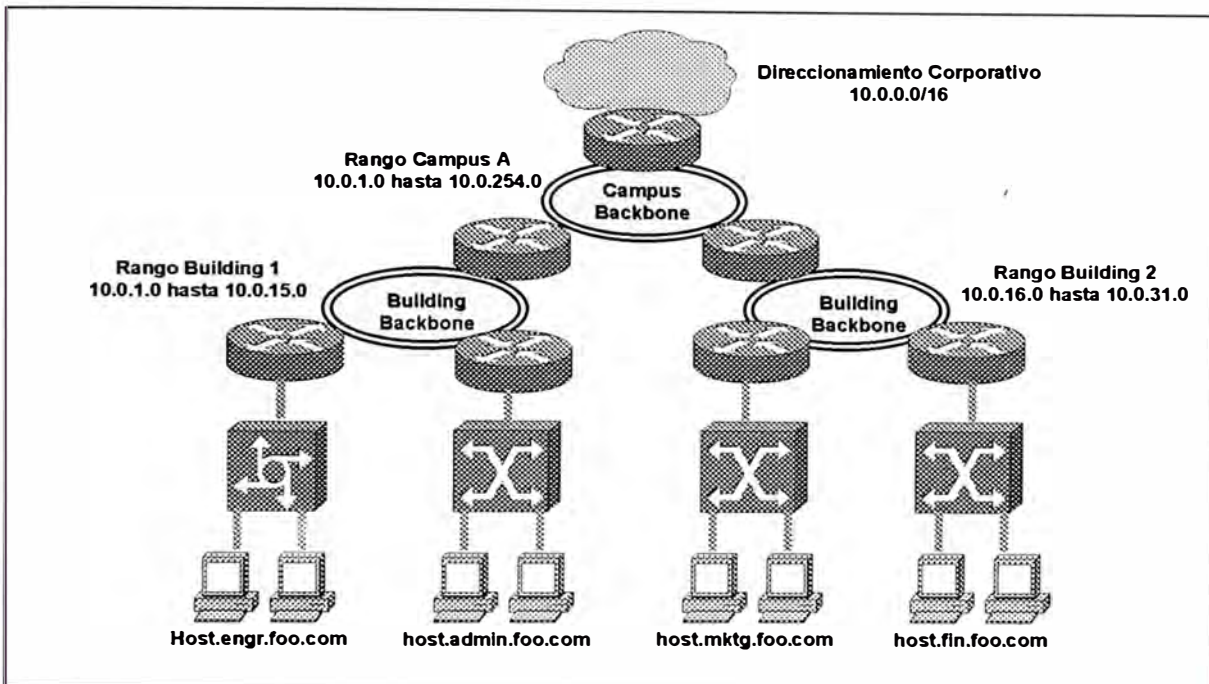 Direccionamiento Corporativo
10.0.0.0/16
Rango Campus A
10.0.1.0 hasta 10.0.254.0
Campus
Backbone
Rango Building 1
10.0.1.0 hasta 10.0.15.0
Building
Backbone
Rango Building 2
10.0.16.0 hasta 10.0.31.0
Building
Backbone
Host.engr.foo.com
host.admin.foo.com
host.mktg.foo.com
host.fin.foo.com